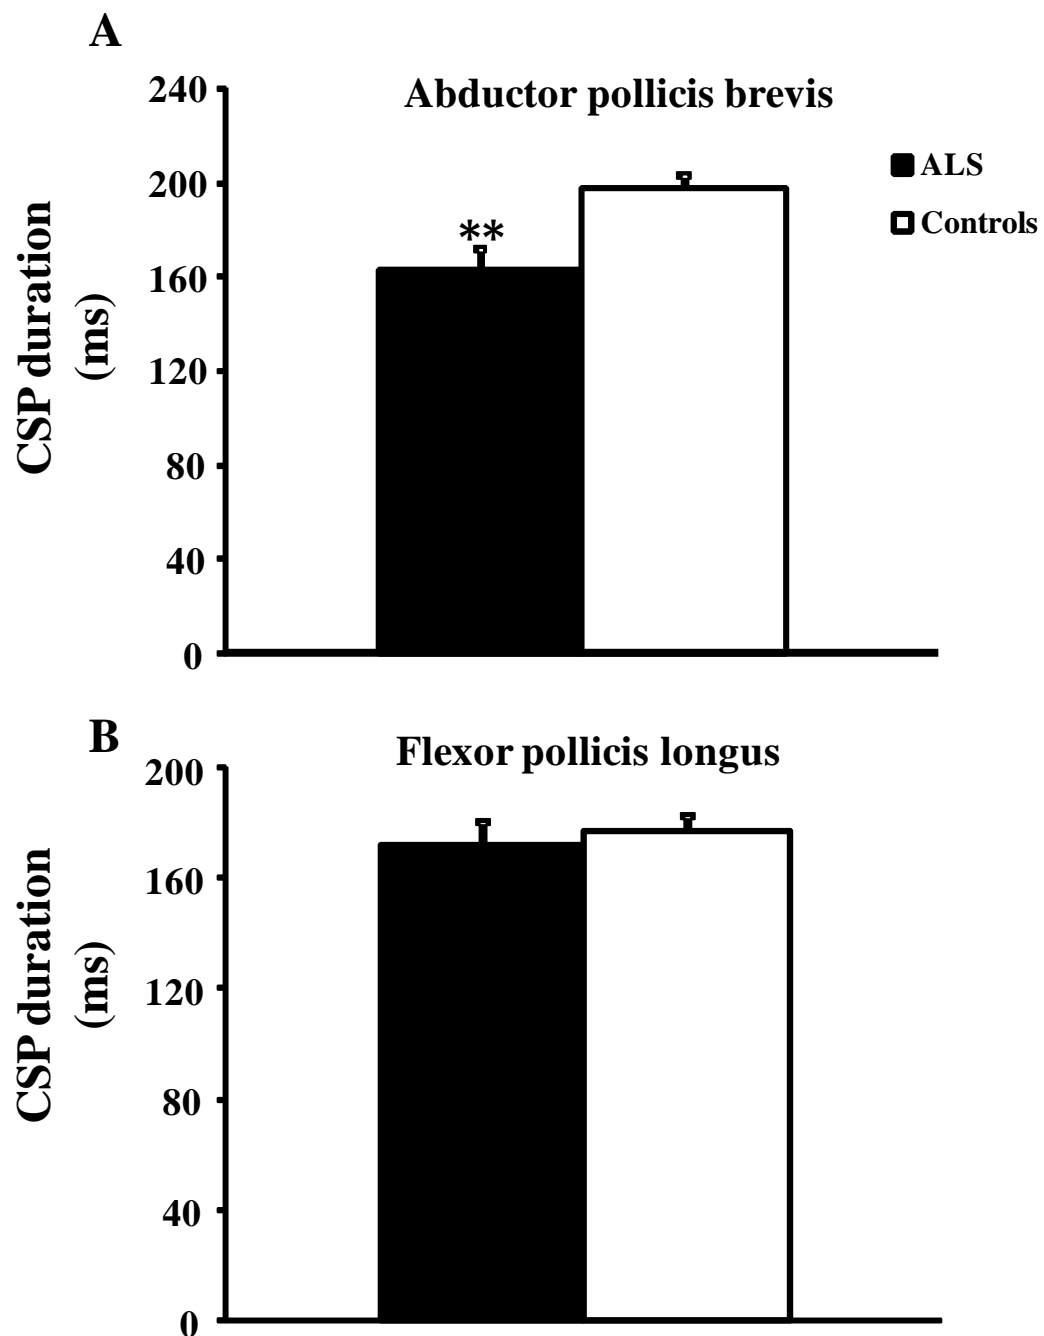 A
Abductor pollicis brevis
240
200
160
120
80
40
0
CSP duration
(ms)
**
ALS
Controls
B
Flexor pollicis longus
200
160
120
80
40
0
CSP duration
(ms)